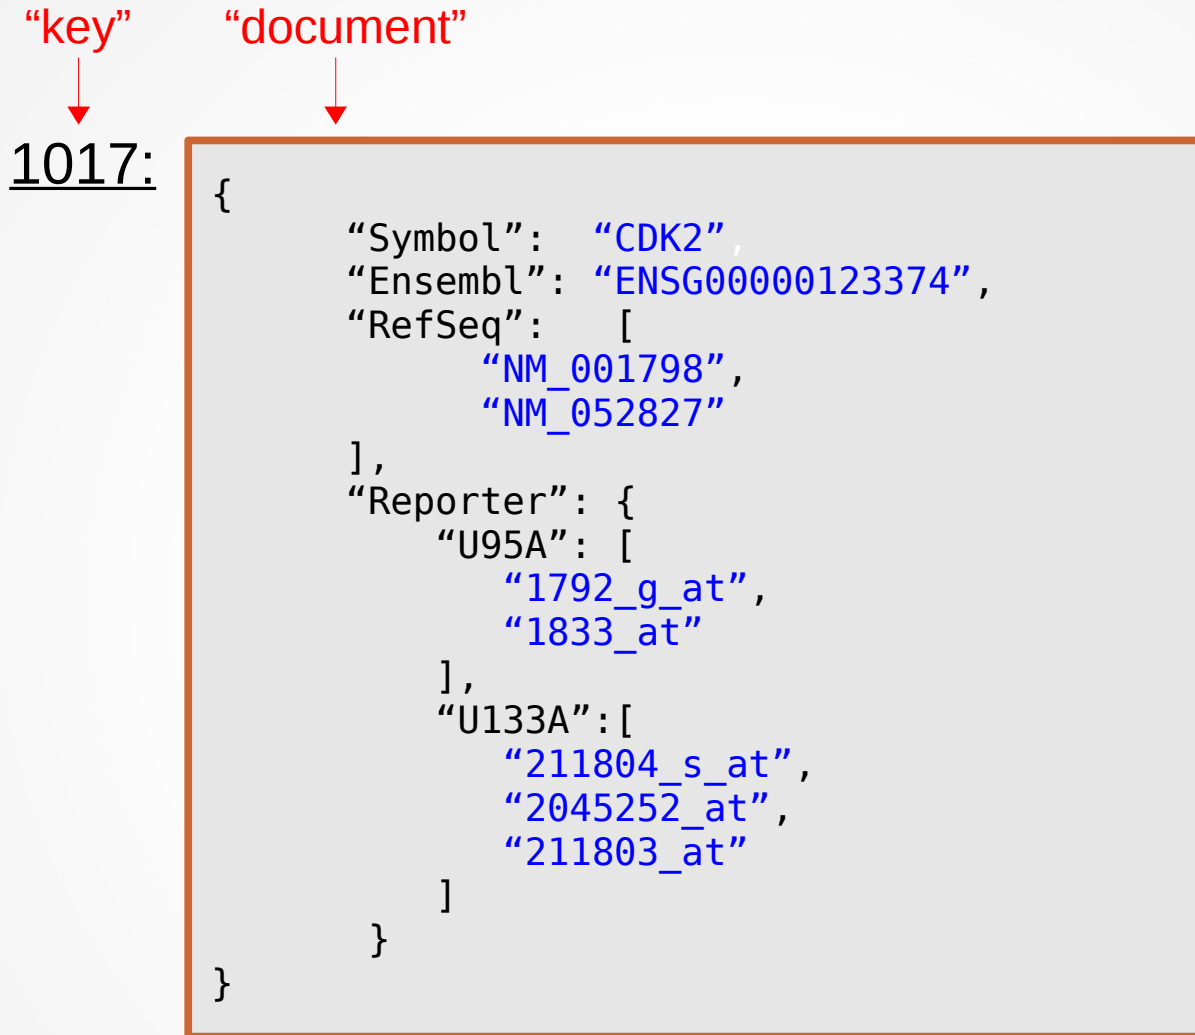 “key” “document”
1017:
{
“Symbol”: “CDK2”,
“Ensembl”: “ENSG00000123374”,
“RefSeq”: [
“NM_001798”,
“NM_052827”
],
“Reporter”: {
“U95A”: [
“1792_g_at”,
“1833_at”
],
“U133A”:[
“211804_s_at”,
“2045252_at”,
“211803_at”
]
}
}